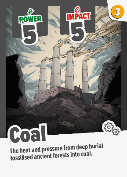 3
POWER IMPACT
5 5
Coal
The heat and pressure from deep burial
fossilised ancient forests into coal.